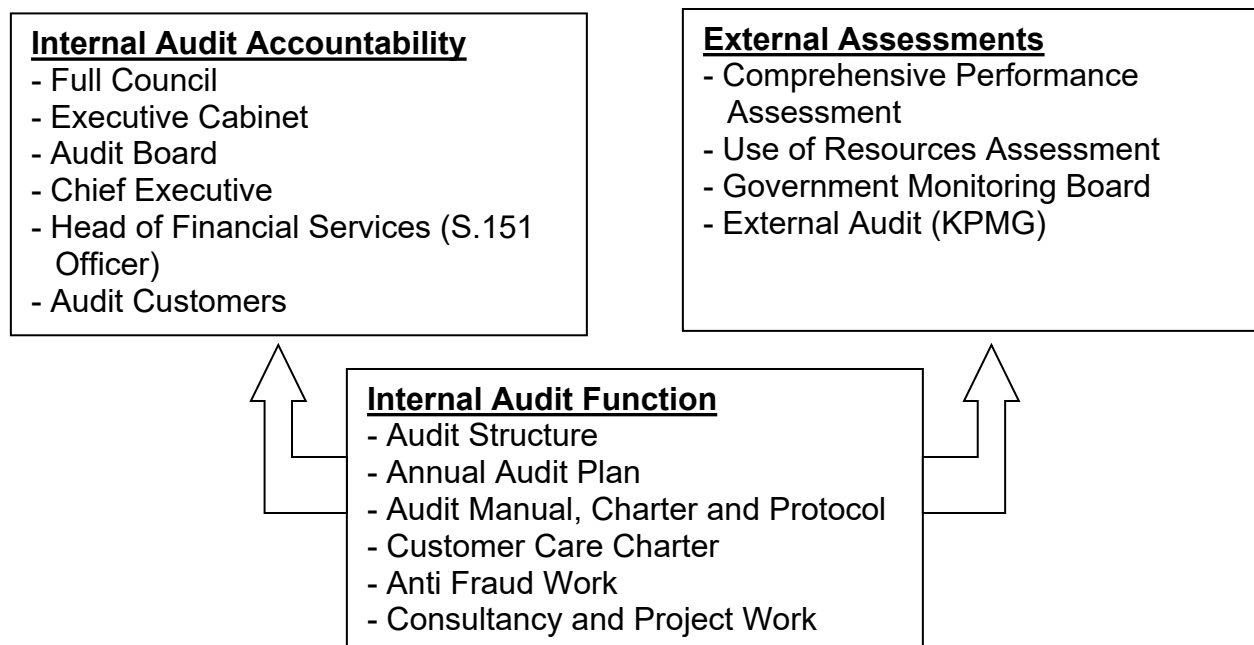 Internal Audit Accountability
- Full Council
- Executive Cabinet
- Audit Board
- Chief Executive
- Head of Financial Services (S.151
Officer)
- Audit Customers
External Assessments
- Comprehensive Performance
Assessment
- Use of Resources Assessment
- Government Monitoring Board
- External Audit (KPMG)
Internal Audit Function
- Audit Structure
- Annual Audit Plan
- Audit Manual, Charter and Protocol
- Customer Care Charter
- Anti Fraud Work
- Consultancy and Project Work